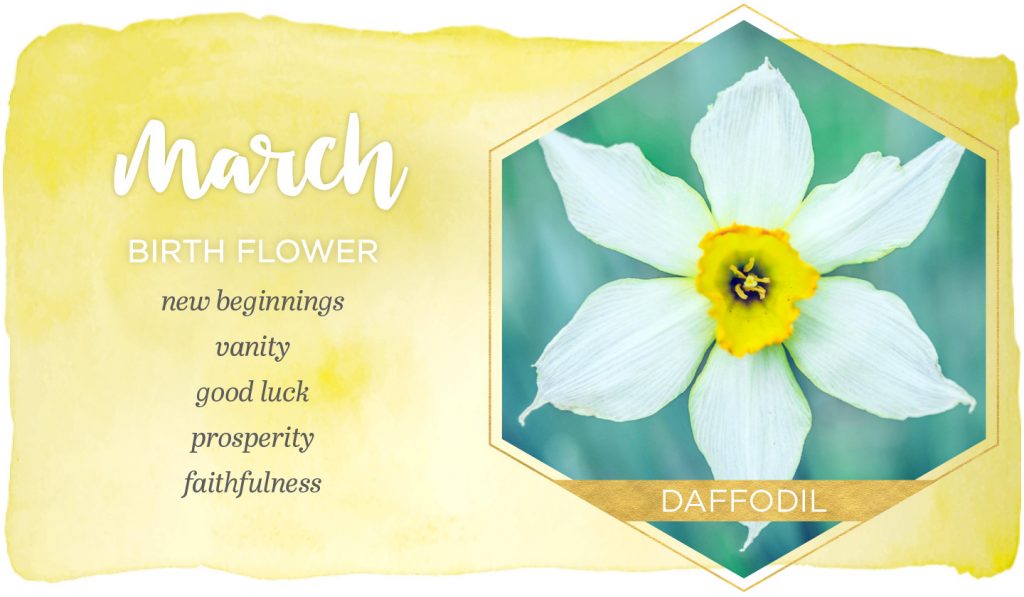 March
BIRTH FLOWER
new beginnings
vanity
good luck
prosperity
faithfulness
DAFFODIL